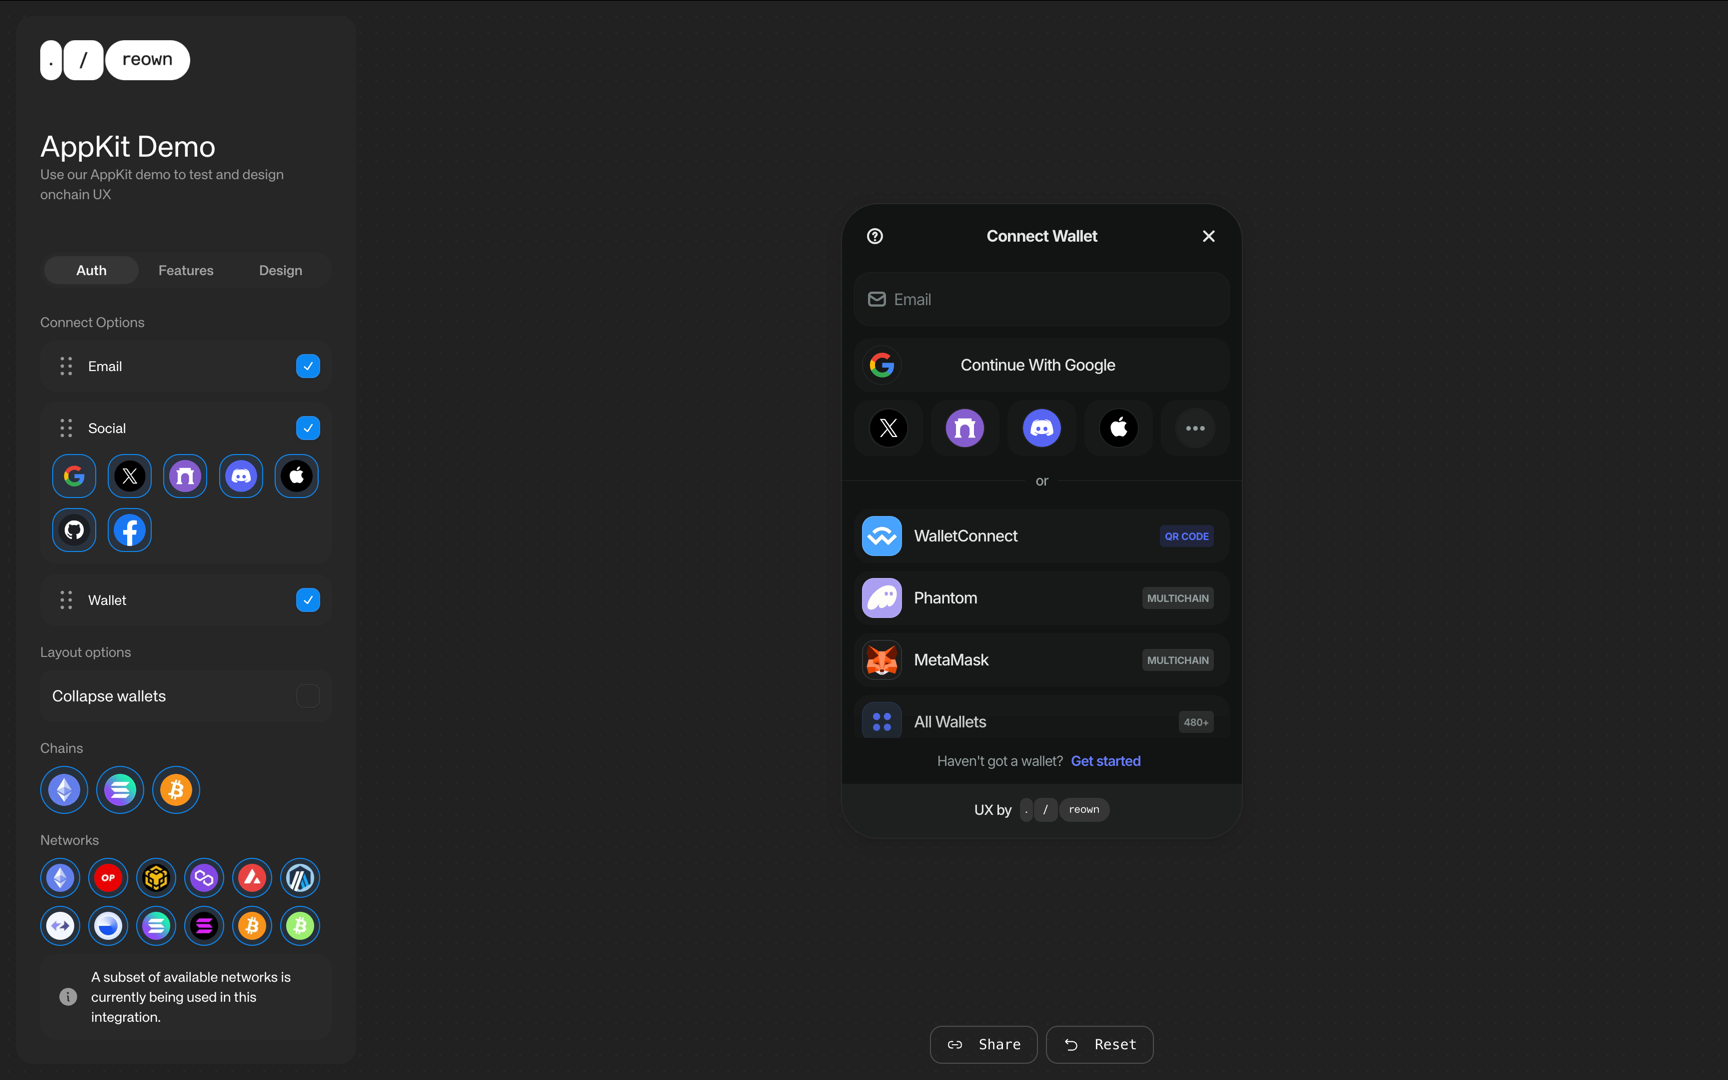 . / reown
AppKit Demo
Use our AppKit demo to test and design
onchain UX
Auth Features Design
Connect Options
Email
Social
Wallet
Layout options
Collapse wallets
Chains
Networks
OP
A subset of available networks is
currently being used in this
integration.
Connect Wallet
Email
Continue With Google
or
WalletConnect QR CODE
Phantom MULTICHAIN
MetaMask MULTICHAIN
All Wallets 480+
Haven't got a wallet? Get started
UX by . / reown
Share Reset